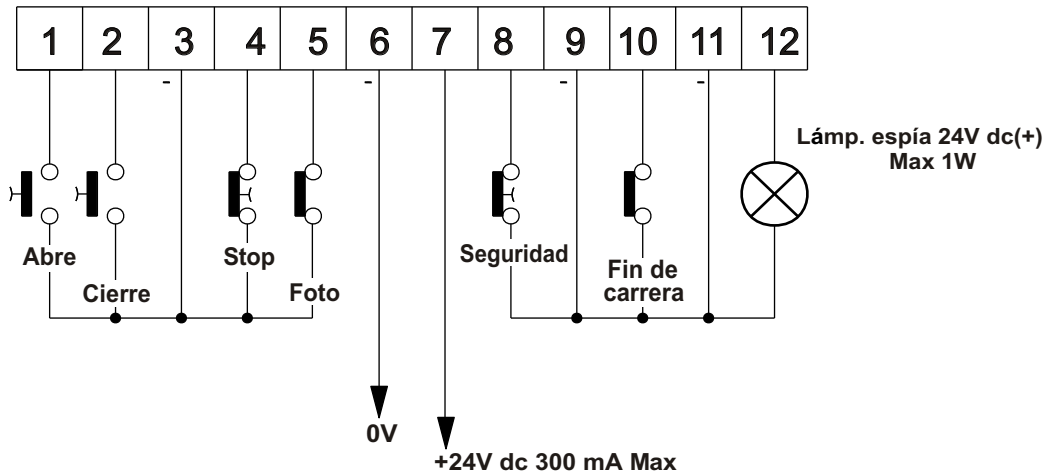 1 2 3 4 5 6 7 8 9 10 11 12
- - - -
Lámp. espía 24V dc(+)
Max 1W
Abre
Cierre
Stop
Foto
Seguridad
Fin de
carrera
0V
+24V dc 300 mA Max